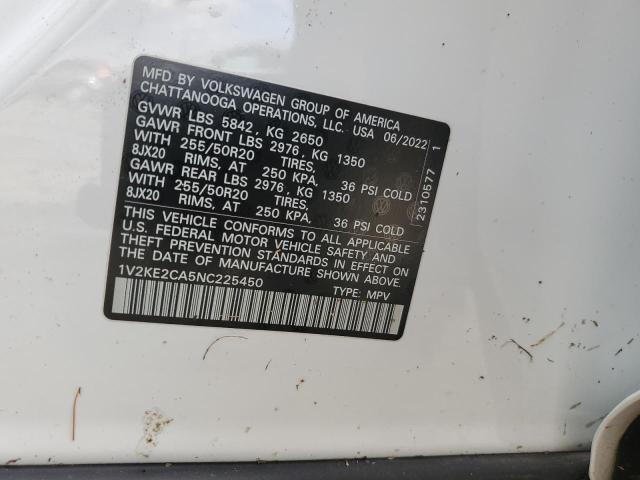 MFD BY VOLKSWAGEN GROUP OF AMERICA
CHATTANOOGA OPERATIONS, LLC. USA 06/2022
GVWR LBS 5842, KG 2650
GAWR FRONT LBS 2976, KG 1350
WITH 255/50R20 TIRES,
8JX20 RIMS, AT 250 KPA, 36 PSI COLD
GAWR REAR LBS 2976, KG 1350
WITH 255/50R20 TIRES,
8JX20 RIMS, AT 250 KPA, 36 PSI COLD
THIS VEHICLE CONFORMS TO ALL APPLICABLE
U.S. FEDERAL MOTOR VEHICLE SAFETY AND
THEFT PREVENTION STANDARDS IN EFFECT ON
THE DATE OF MANUFACTURE SHOWN ABOVE.
1V2KE2CA5NC225450 TYPE: MPV
2310577 1